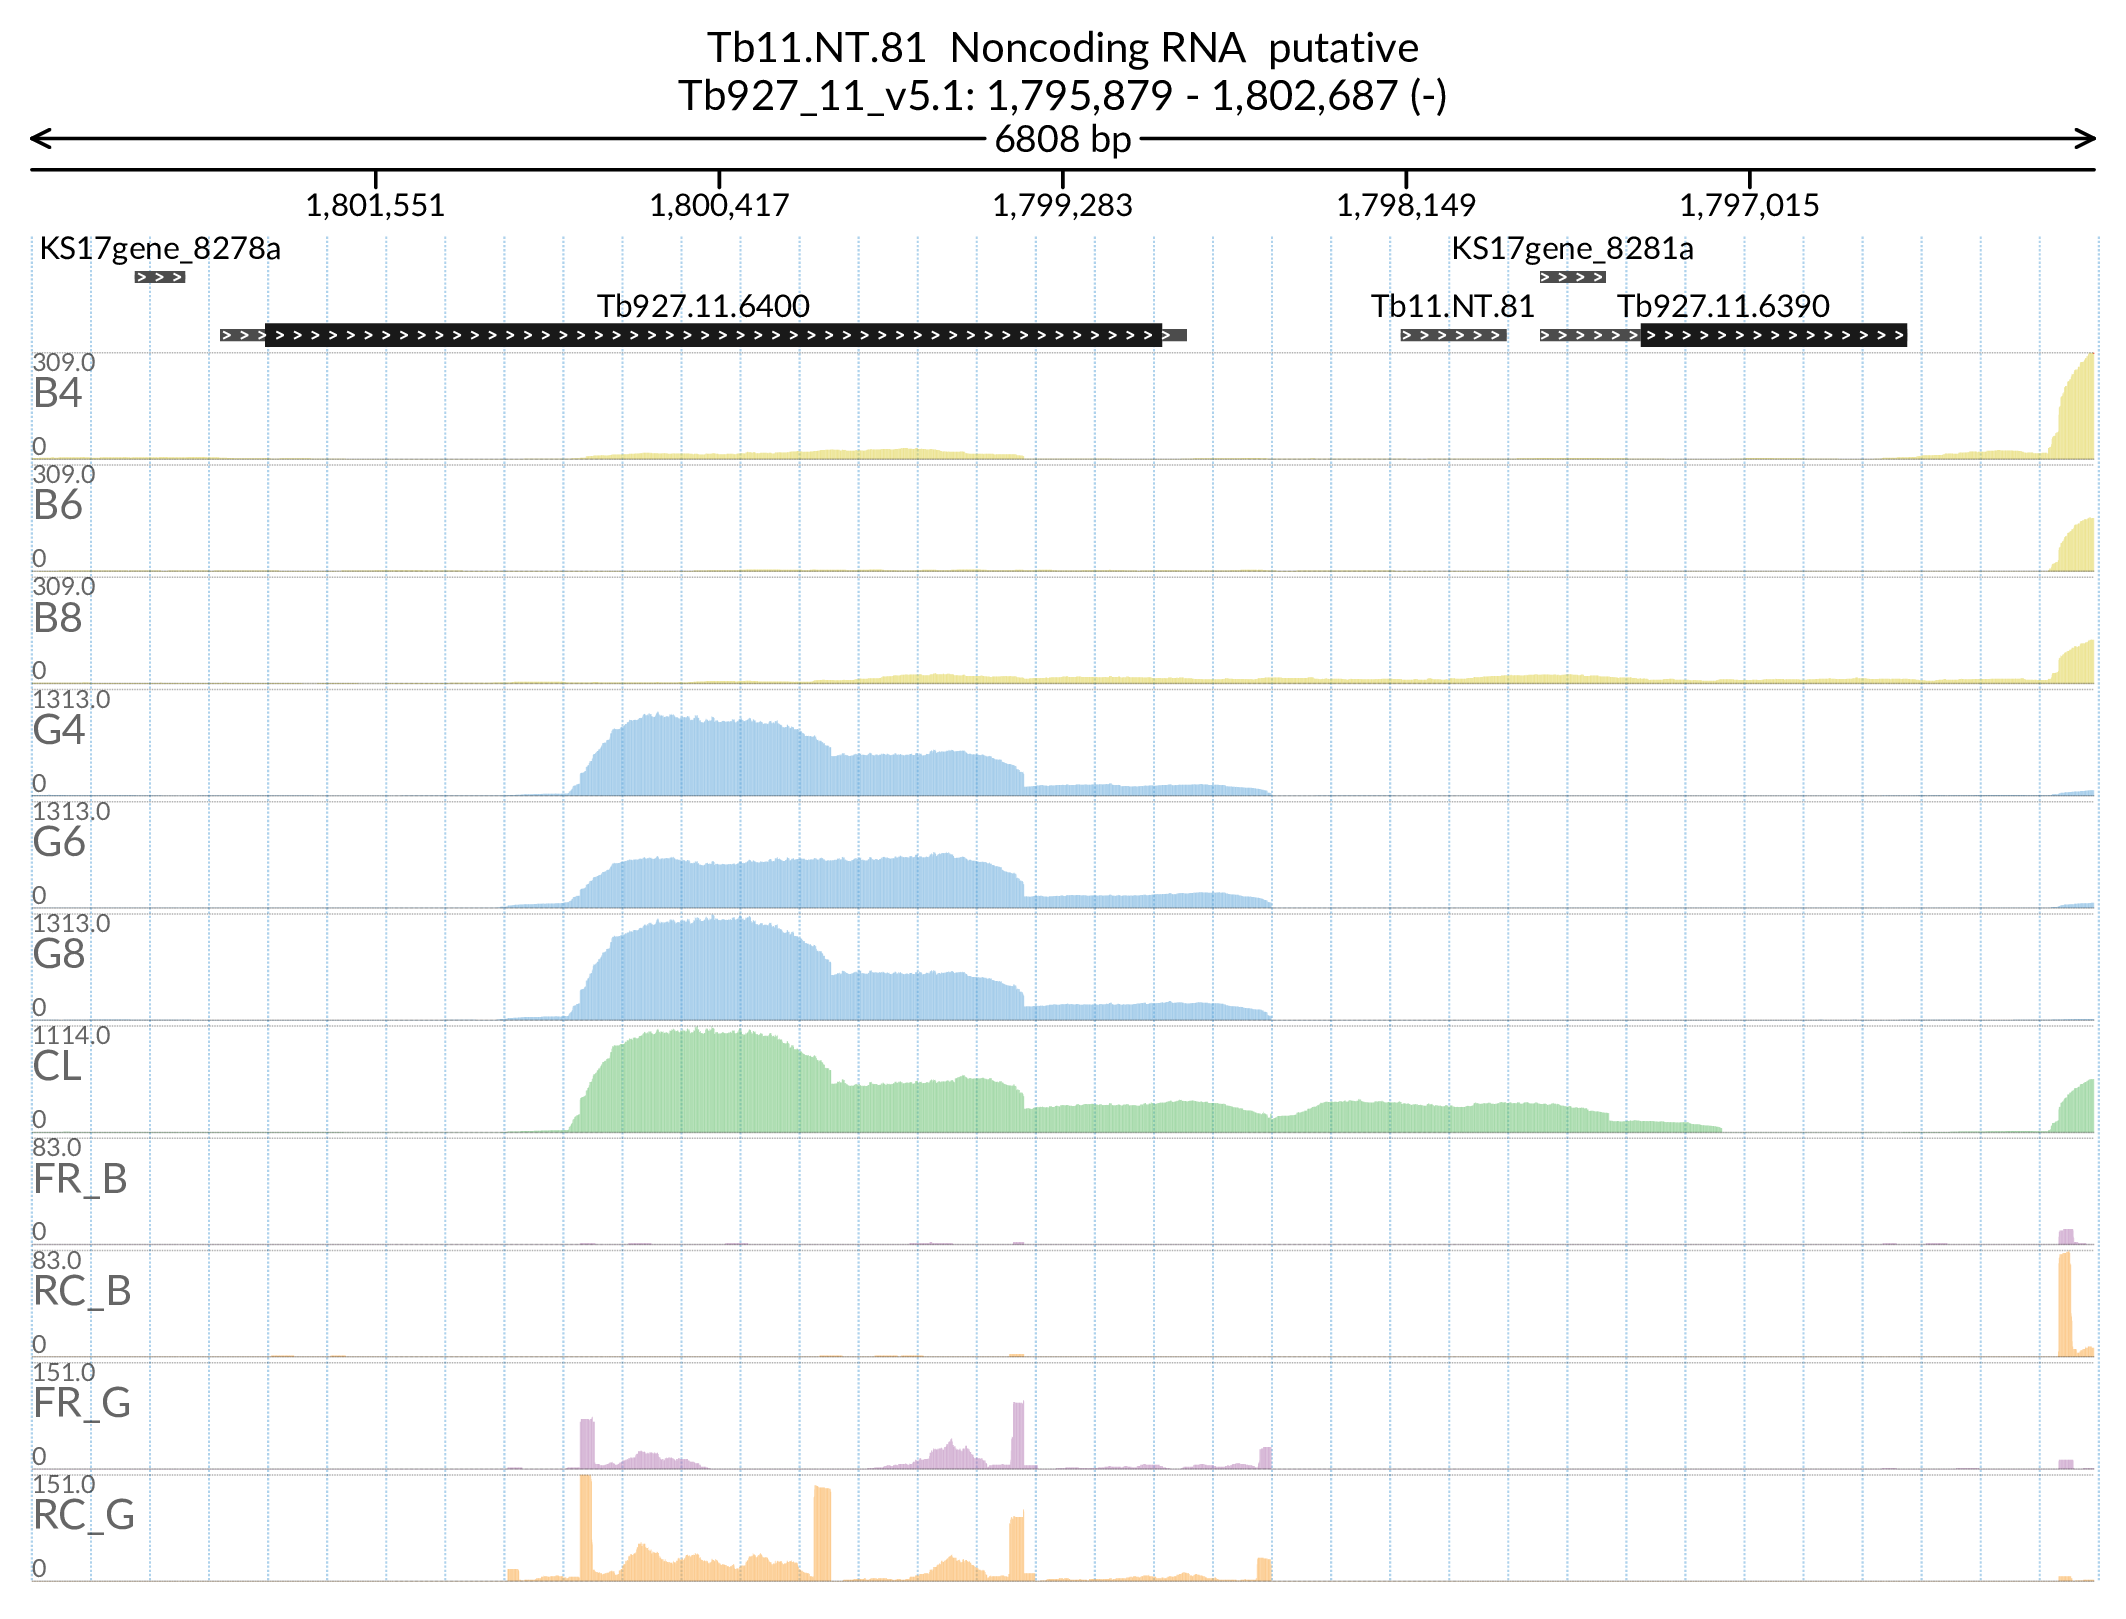 Tb11.NT.81 Noncoding RNA putative
Tb927_11_v5.1: 1,795,879 - 1,802,687 (-)
6808 bp
1,801,551 1,800,417 1,799,283 1,798,149 1,797,015
KS17gene_8278a KS17gene_8281a
Tb927.11.6400 Tb11.NT.81 Tb927.11.6390
309.0
B4
0
309.0
B6
0
309.0
B8
0
1313.0
G4
0
1313.0
G6
0
1313.0
G8
0
1114.0
CL
0
83.0
FR_B
0
83.0
RC_B
0
151.0
FR_G
0
151.0
RC_G
0